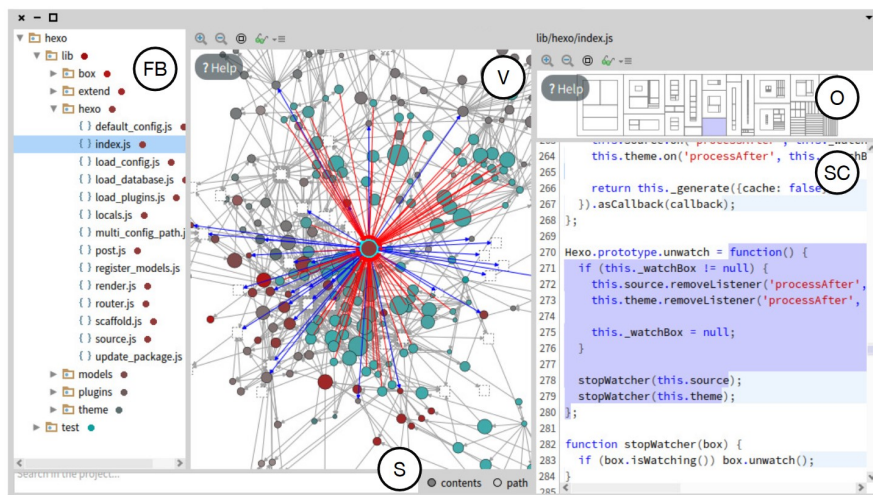 hexo
lib
box
extend
hexo
default_config.js
index.js
load_config.js
load_database.js
load_plugins.js
locals.js
multi_config_path.j
post.js
register_models.js
render.js
router.js
scaffold.js
source.js
update_package.js
models
plugins
theme
test
FB
Search in the project...
? Help
V
S
contents
path
lib/hexo/index.js
? Help
O
SC
264 this.theme.on('processAfter', this.
265
266 return this._generate({cache: false
267 }).asCallback(callback);
268 };
269
270 Hexo.prototype.unwatch = function() {
271 if (this._watchBox != null) {
272 this.source.removeListener('processAfter',
273 this.theme.removeListener('processAfter',
274
275 this._watchBox = null;
276 }
277
278 stopWatcher(this.source);
279 stopWatcher(this.theme);
280 };
281
282 function stopWatcher(box) {
283 if (box.isWatching()) box.unwatch();
284 }
285